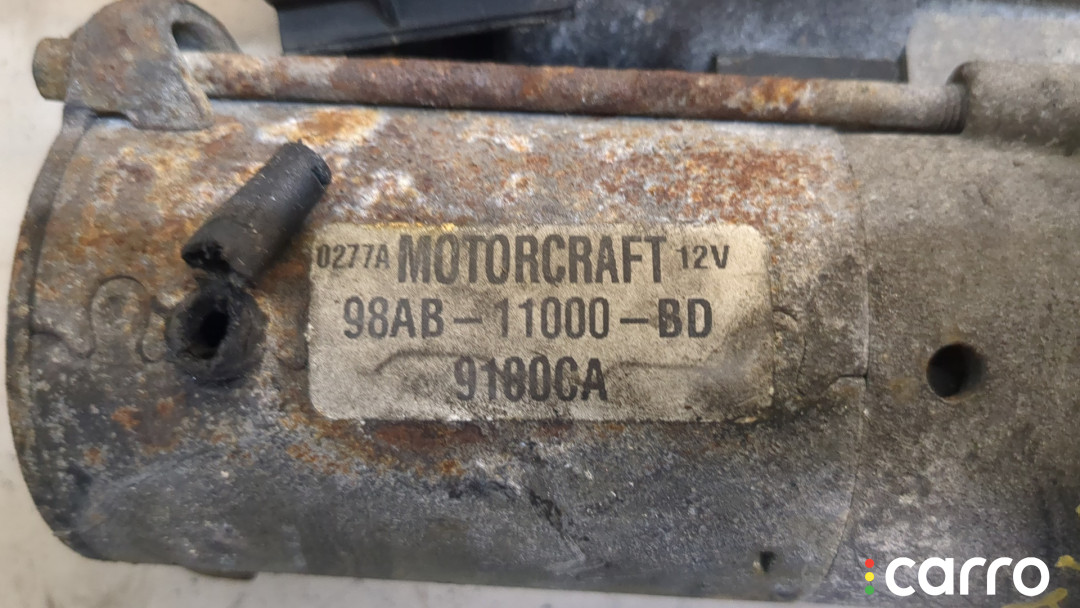 0277A MOTORCRAFT 12V
98AB-11000-BD
9180CA
carro